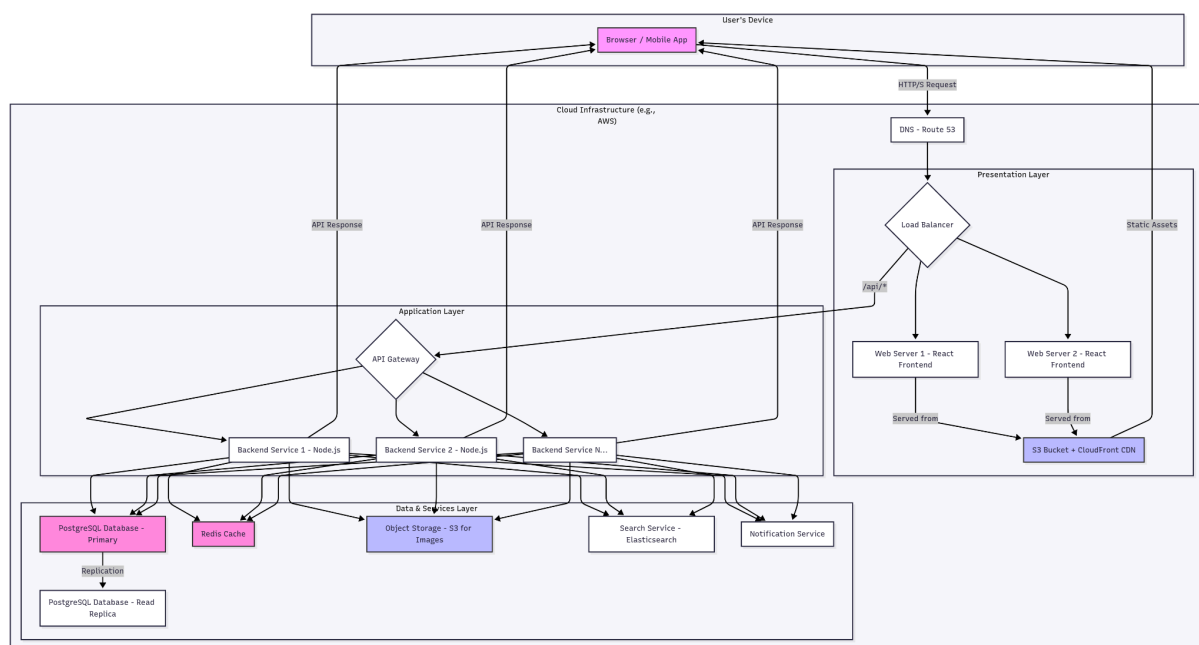 User's Device
Browser / Mobile App
HTTP/S Request
Cloud Infrastructure (e.g.,
AWS)
DNS - Route 53
Presentation Layer
Load Balancer
API Response
API Response
API Response
Static Assets
/api/*
Application Layer
API Gateway
Web Server 1 - React
Frontend
Web Server 2 - React
Frontend
Served from
Served from
Backend Service 1 - Node.js
Backend Service 2 - Node.js
Backend Service N...
S3 Bucket + CloudFront CDN
Data & Services Layer
PostgreSQL Database -
Primary
Redis Cache
Object Storage - S3 for
Images
Search Service -
Elasticsearch
Notification Service
Replication
PostgreSQL Database - Read
Replica